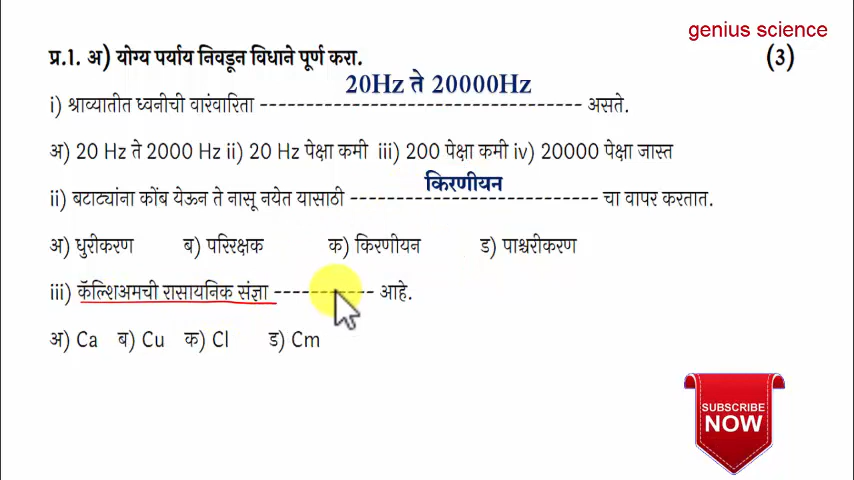 genius science
प्र.1. अ) योग्य पर्याय निवडून विधाने पूर्ण करा. (3)
20Hz ते 20000Hz
i) श्राव्यातीत ध्वनीची वारंवारिता ------------------------------------ असते.
अ) 20 Hz ते 2000 Hz ii) 20 Hz पेक्षा कमी iii) 200 पेक्षा कमी iv) 20000 पेक्षा जास्त
किरणीयन
ii) बटाट्यांना कोंब येऊन ते नासू नयेत यासाठी ---------------------------- चा वापर करतात.
अ) धुरीकरण ब) परिरक्षक क) किरणीयन ड) पाश्चरीकरण
iii) कॅल्शिअमची रासायनिक संज्ञा ------------ आहे.
अ) Ca ब) Cu क) Cl ड) Cm
SUBSCRIBE
NOW